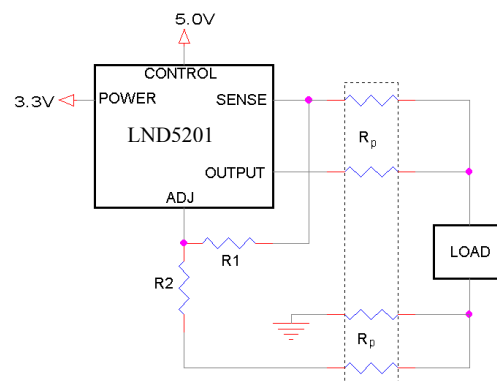 5.0V
CONTROL
3.3V
POWER
SENSE
LND5201
Rp
OUTPUT
ADJ
R1
R2
LOAD
Rp